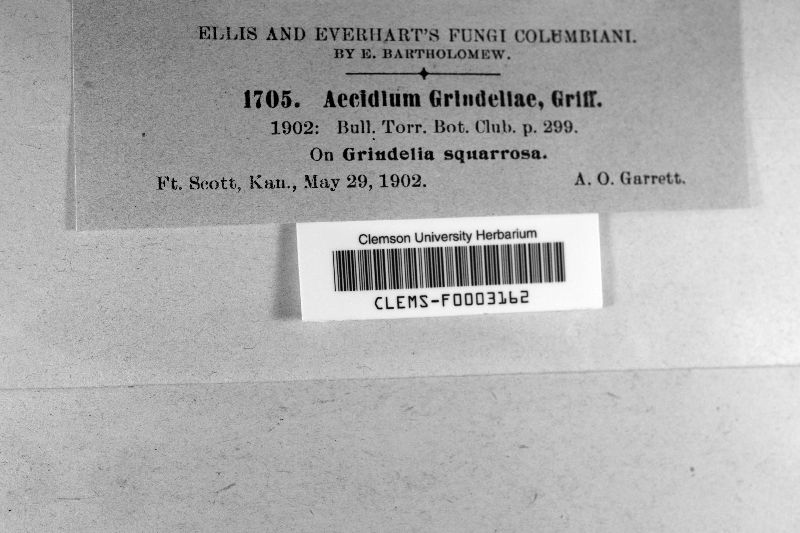 ELLIS AND EVERHART'S FUNGI COLUMBIANI.
BY E. BARTHOLOMEW.
1705. Aecidium Grindeliae, Griff.
1902: Bull. Torr. Bot. Club. p. 299.
On Grindelia squarrosa.
Ft. Scott, Kan., May 29, 1902. A. O. Garrett.
Clemson University Herbarium
CLEMS-F0003162